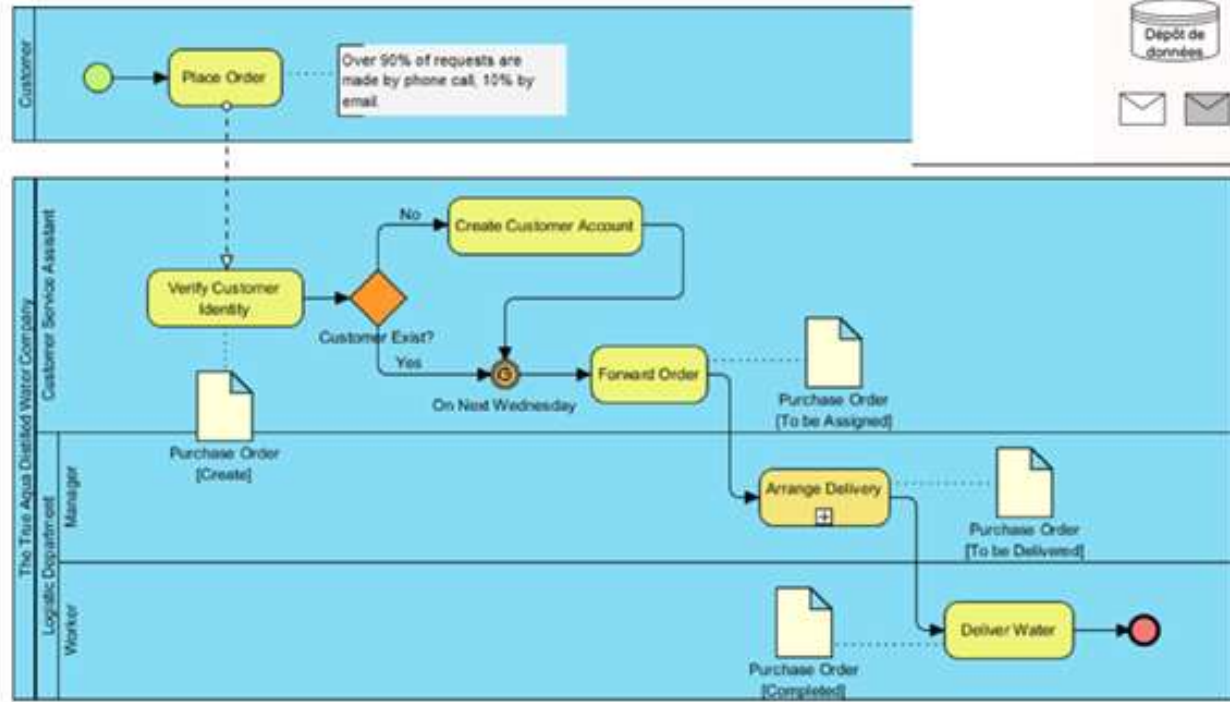 Customer
Place Order
Over 90% of requests are
made by phone call, 10% by
email.
Dépôt de
données
The True Aqua Distilled Water Company
Customer Service Assistant
Verify Customer
Identity
Customer Exist?
No
Yes
Create Customer Account
On Next Wednesday
Forward Order
Purchase Order
[Create]
Purchase Order
[To be Assigned]
Logistic Department
Manager
Arrange Delivery
Purchase Order
[To be Delivered]
Worker
Deliver Water
Purchase Order
[Completed]